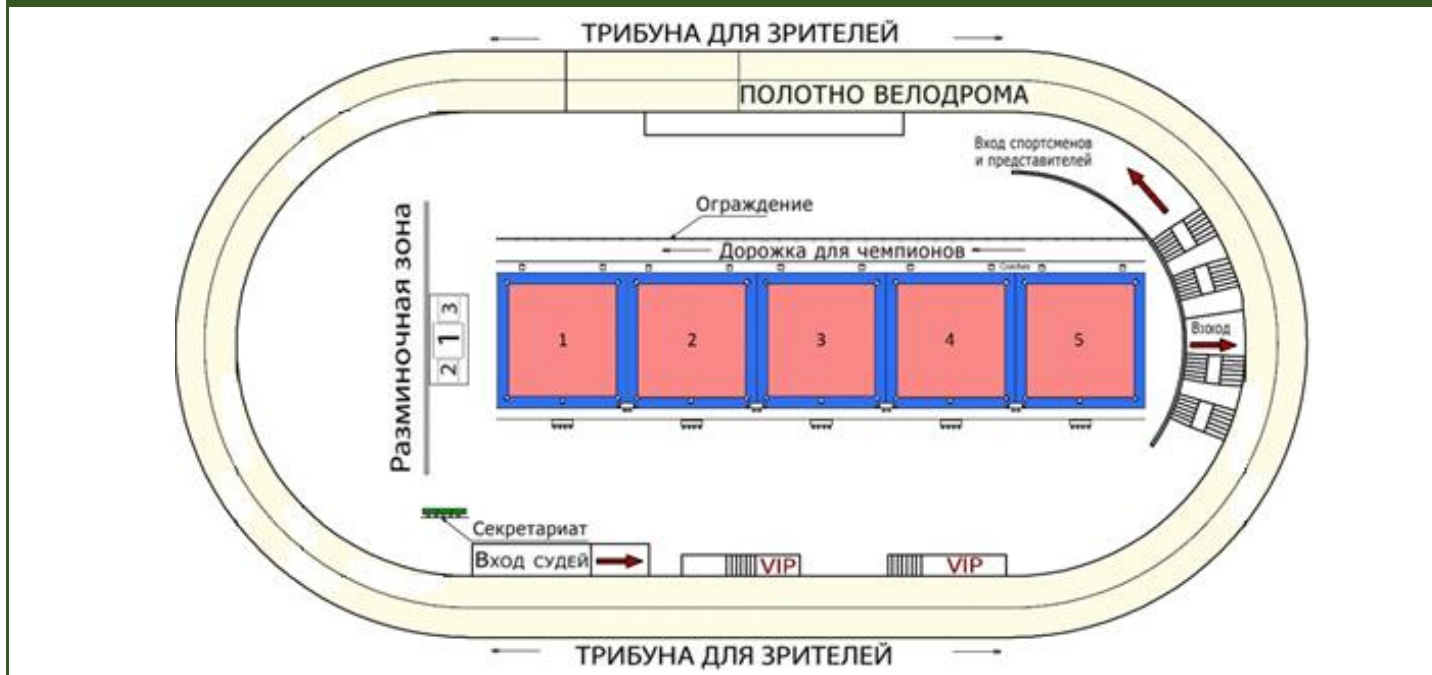 ТРИБУНА ДЛЯ ЗРИТЕЛЕЙ
ПОЛОТНО ВЕЛОДРОМА
Вход спортсменов
и представителей
Ограждение
Дорожка для чемпионов
Разминочная зона
2 1 3
1
2
3
4
5
Вхход
Секретариат
Вход судей
VIP
VIP
ТРИБУНА ДЛЯ ЗРИТЕЛЕЙ